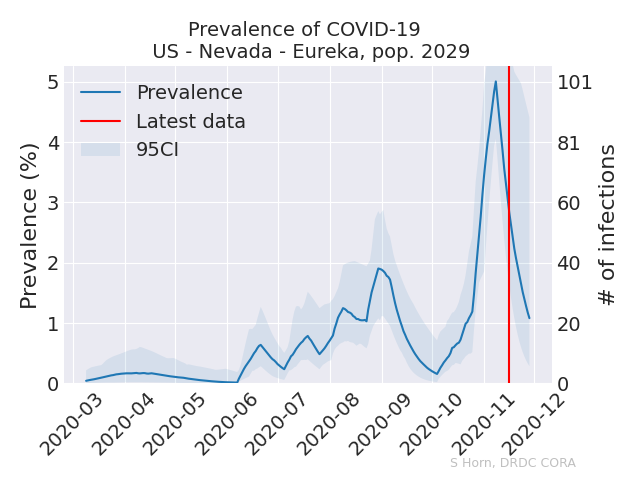 Prevalence of COVID-19
US - Nevada - Eureka, pop. 2029
Prevalence
Latest data
95CI
Prevalence (%)
5
4
3
2
1
0
101
81
60
40
20
0
# of infections
2020-03
2020-04
2020-05
2020-06
2020-07
2020-08
2020-09
2020-10
2020-11
2020-12
S Horn, DRDC CORA